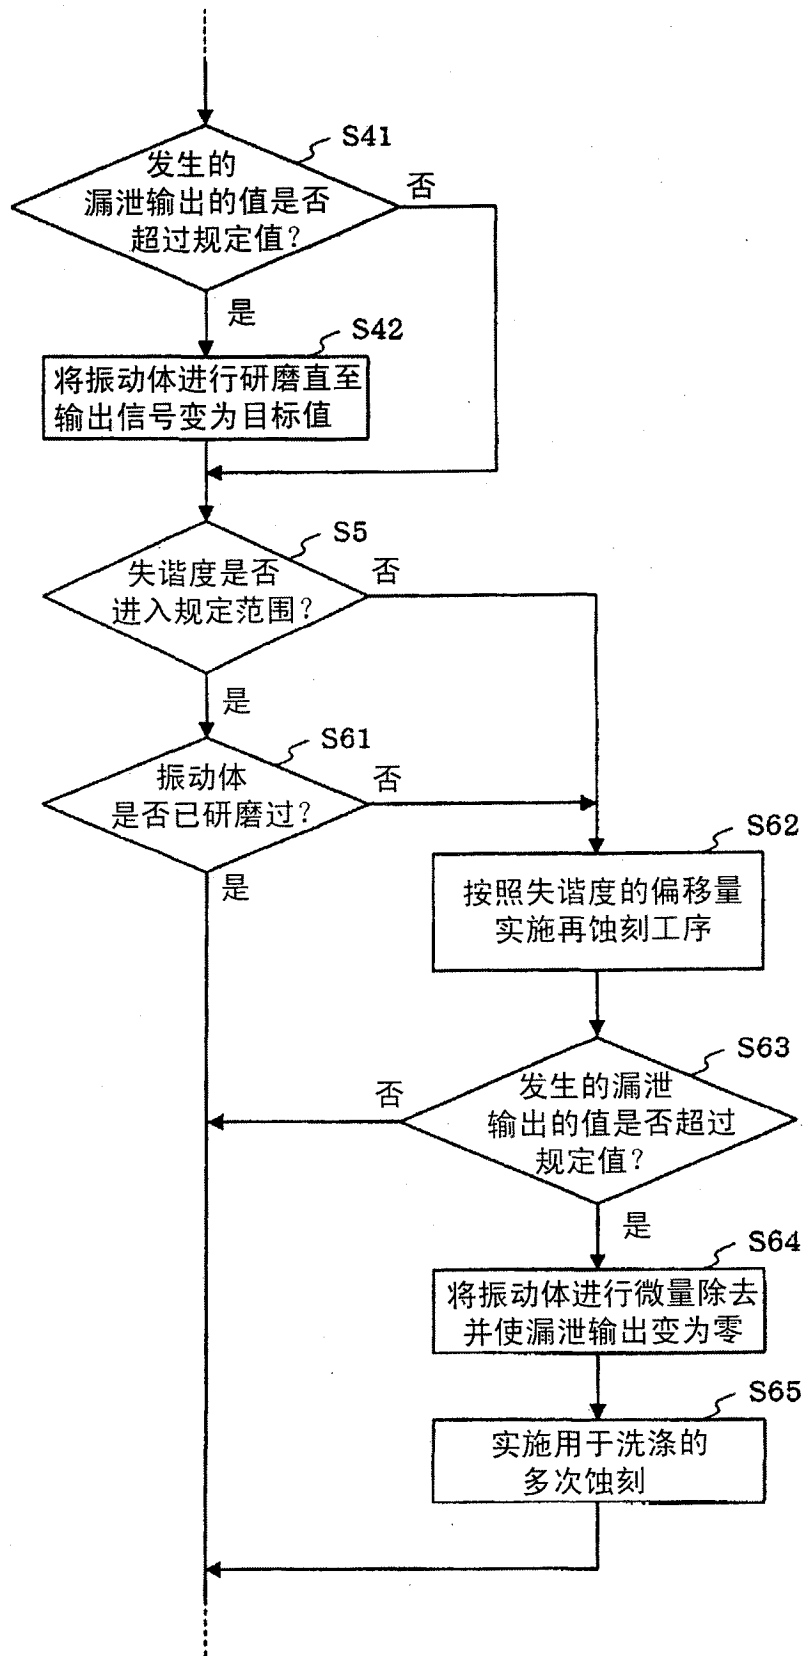 S41
发生的
漏泄输出的值是否
超过规定值?
否
是
S42
将振动体进行研磨直至
输出信号变为目标值
S5
失谐度是否
进入规定范围?
否
是
S61
振动体
是否已研磨过?
否
是
S62
按照失谐度的偏移量
实施再蚀刻工序
S63
发生的漏泄
输出的值是否超过
规定值?
否
是
S64
将振动体进行微量除去
并使漏泄输出变为零
S65
实施用于洗涤的
多次蚀刻